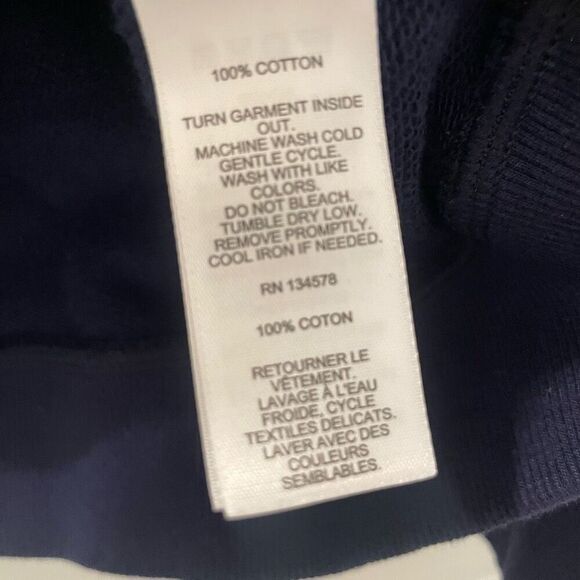 100% COTTON
TURN GARMENT INSIDE
OUT.
MACHINE WASH COLD
GENTLE CYCLE.
WASH WITH LIKE
COLORS.
DO NOT BLEACH.
TUMBLE DRY LOW.
REMOVE PROMPTLY.
COOL IRON IF NEEDED.
RN 134578
100% COTON
RETOURNER LE
VÊTEMENT.
LAVAGE À L'EAU
FROIDE, CYCLE
TEXTILES DELICATS.
LAVER AVEC DES
COULEURS
SEMBLABLES.